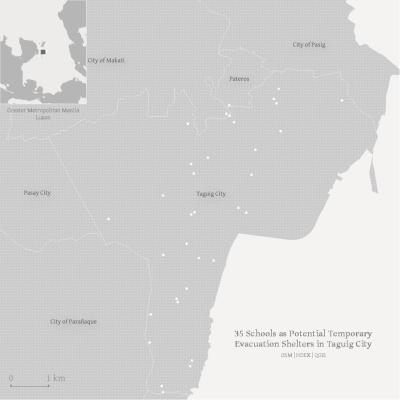 City of Pasig
City of Makati
Pateros
Greater Metropolitan Manila
Luzon
Pasay City
Taguig City
City of Parañaque
35 Schools as Potential Temporary
Evacuation Shelters in Taguig City
OSM | HDEX | QGIS
0 1 km